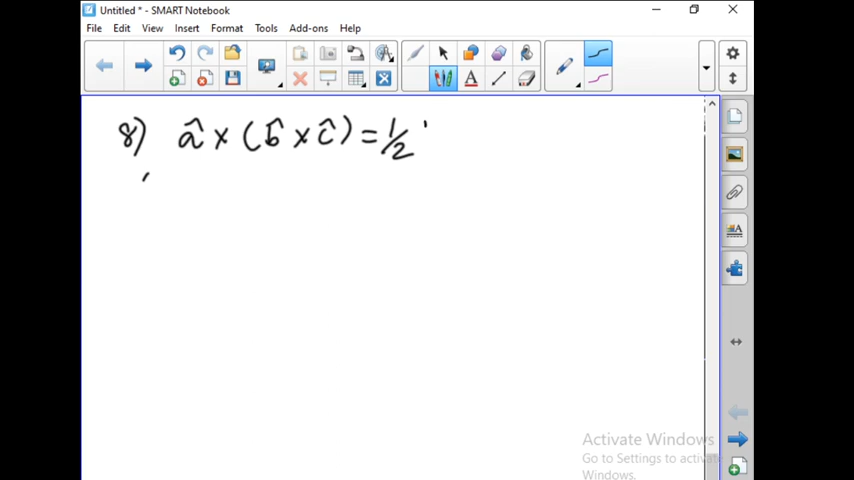 Untitled * - SMART Notebook
File Edit View Insert Format Tools Add-ons Help
8) â × (b̂ × ĉ) = 1/2
Activate Windows
Go to Settings to activate
Windows.